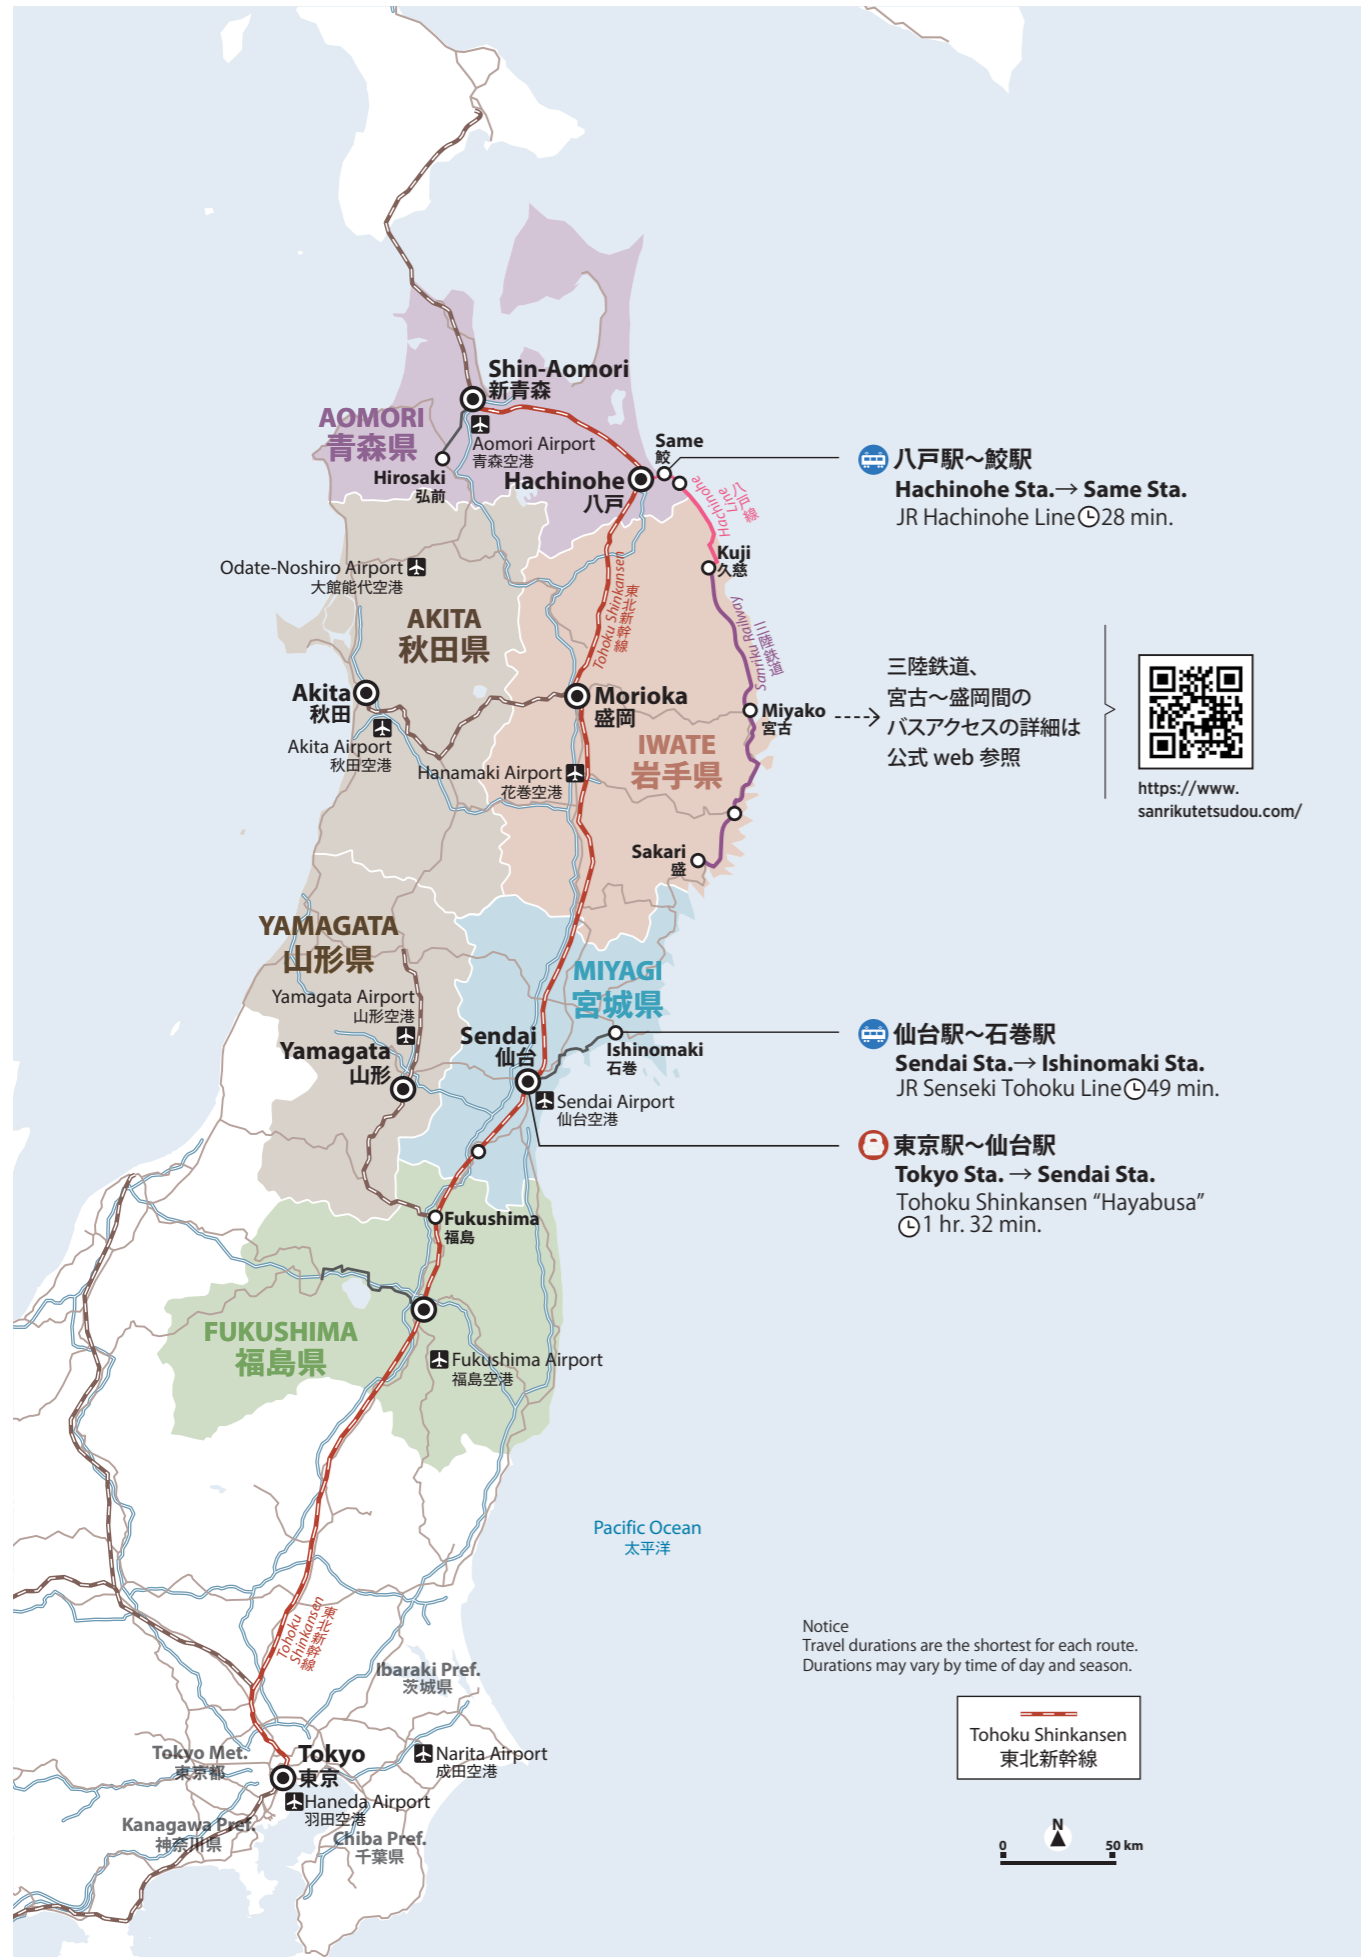 Shin-Aomori
新青森
AOMORI
青森県
Aomori Airport
青森空港
Hirosaki
弘前
Same
鮫
Hachinohe
八戸
Hachinohe
Line
八戸線
八戸駅～鮫駅
Hachinohe Sta.→ Same Sta.
JR Hachinohe Line 28 min.
Kuji
久慈
Odate-Noshiro Airport
大館能代空港
Tohoku Shinkansen
東北新幹線
AKITA
秋田県
Sanriku Railway
三陸鉄道
Akita
秋田
Akita Airport
秋田空港
Morioka
盛岡
Miyako
宮古
三陸鉄道、
宮古～盛岡間の
バスアクセスの詳細は
公式 web 参照
https://www.
sanrikutetsudou.com/
IWATE
岩手県
Hanamaki Airport
花巻空港
Sakari
盛
YAMAGATA
山形県
MIYAGI
宮城県
Yamagata Airport
山形空港
Yamagata
山形
Sendai
仙台
Ishinomaki
石巻
仙台駅～石巻駅
Sendai Sta.→ Ishinomaki Sta.
JR Senseki Tohoku Line 49 min.
Sendai Airport
仙台空港
東京駅～仙台駅
Tokyo Sta. → Sendai Sta.
Tohoku Shinkansen “Hayabusa”
1 hr. 32 min.
Fukushima
福島
FUKUSHIMA
福島県
Fukushima Airport
福島空港
Pacific Ocean
太平洋
Tohoku
Shinkansen
東北新幹線
Notice
Travel durations are the shortest for each route.
Durations may vary by time of day and season.
Ibaraki Pref.
茨城県
Tohoku Shinkansen
東北新幹線
Tokyo Met.
東京都
Tokyo
東京
Narita Airport
成田空港
Haneda Airport
羽田空港
Kanagawa Pref.
神奈川県
Chiba Pref.
千葉県
N
0 50 km